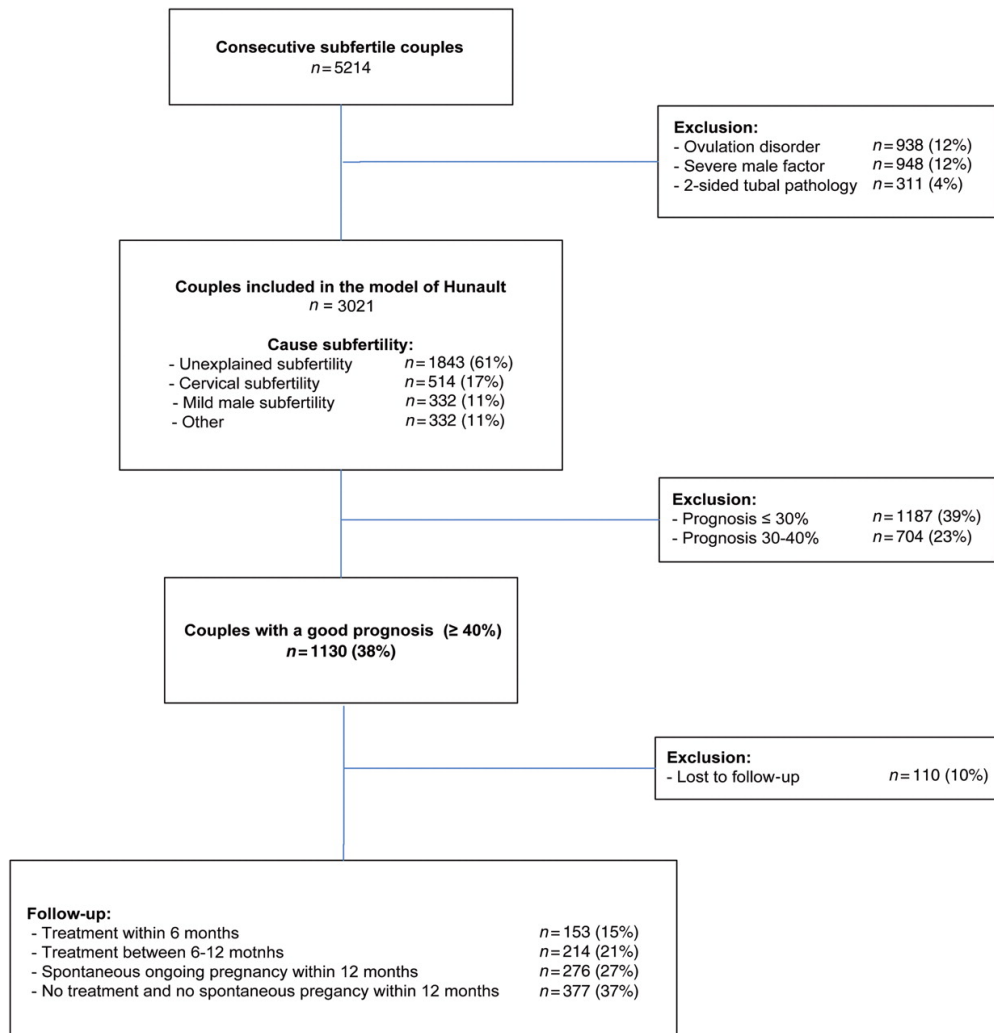 Consecutive subfertile couples
n=5214
Exclusion:
- Ovulation disorder n=938 (12%)
- Severe male factor n=948 (12%)
- 2-sided tubal pathology n=311 (4%)
Couples included in the model of Hunault
n = 3021
Cause subfertility:
- Unexplained subfertility n=1843 (61%)
- Cervical subfertility n=514 (17%)
- Mild male subfertility n=332 (11%)
- Other n=332 (11%)
Exclusion:
- Prognosis ≤ 30% n=1187 (39%)
- Prognosis 30-40% n=704 (23%)
Couples with a good prognosis (≥ 40%)
n=1130 (38%)
Exclusion:
- Lost to follow-up n=110 (10%)
Follow-up:
- Treatment within 6 months n=153 (15%)
- Treatment between 6-12 motnhs n=214 (21%)
- Spontaneous ongoing pregnancy within 12 months n=276 (27%)
- No treatment and no spontaneous pregancy within 12 months n=377 (37%)